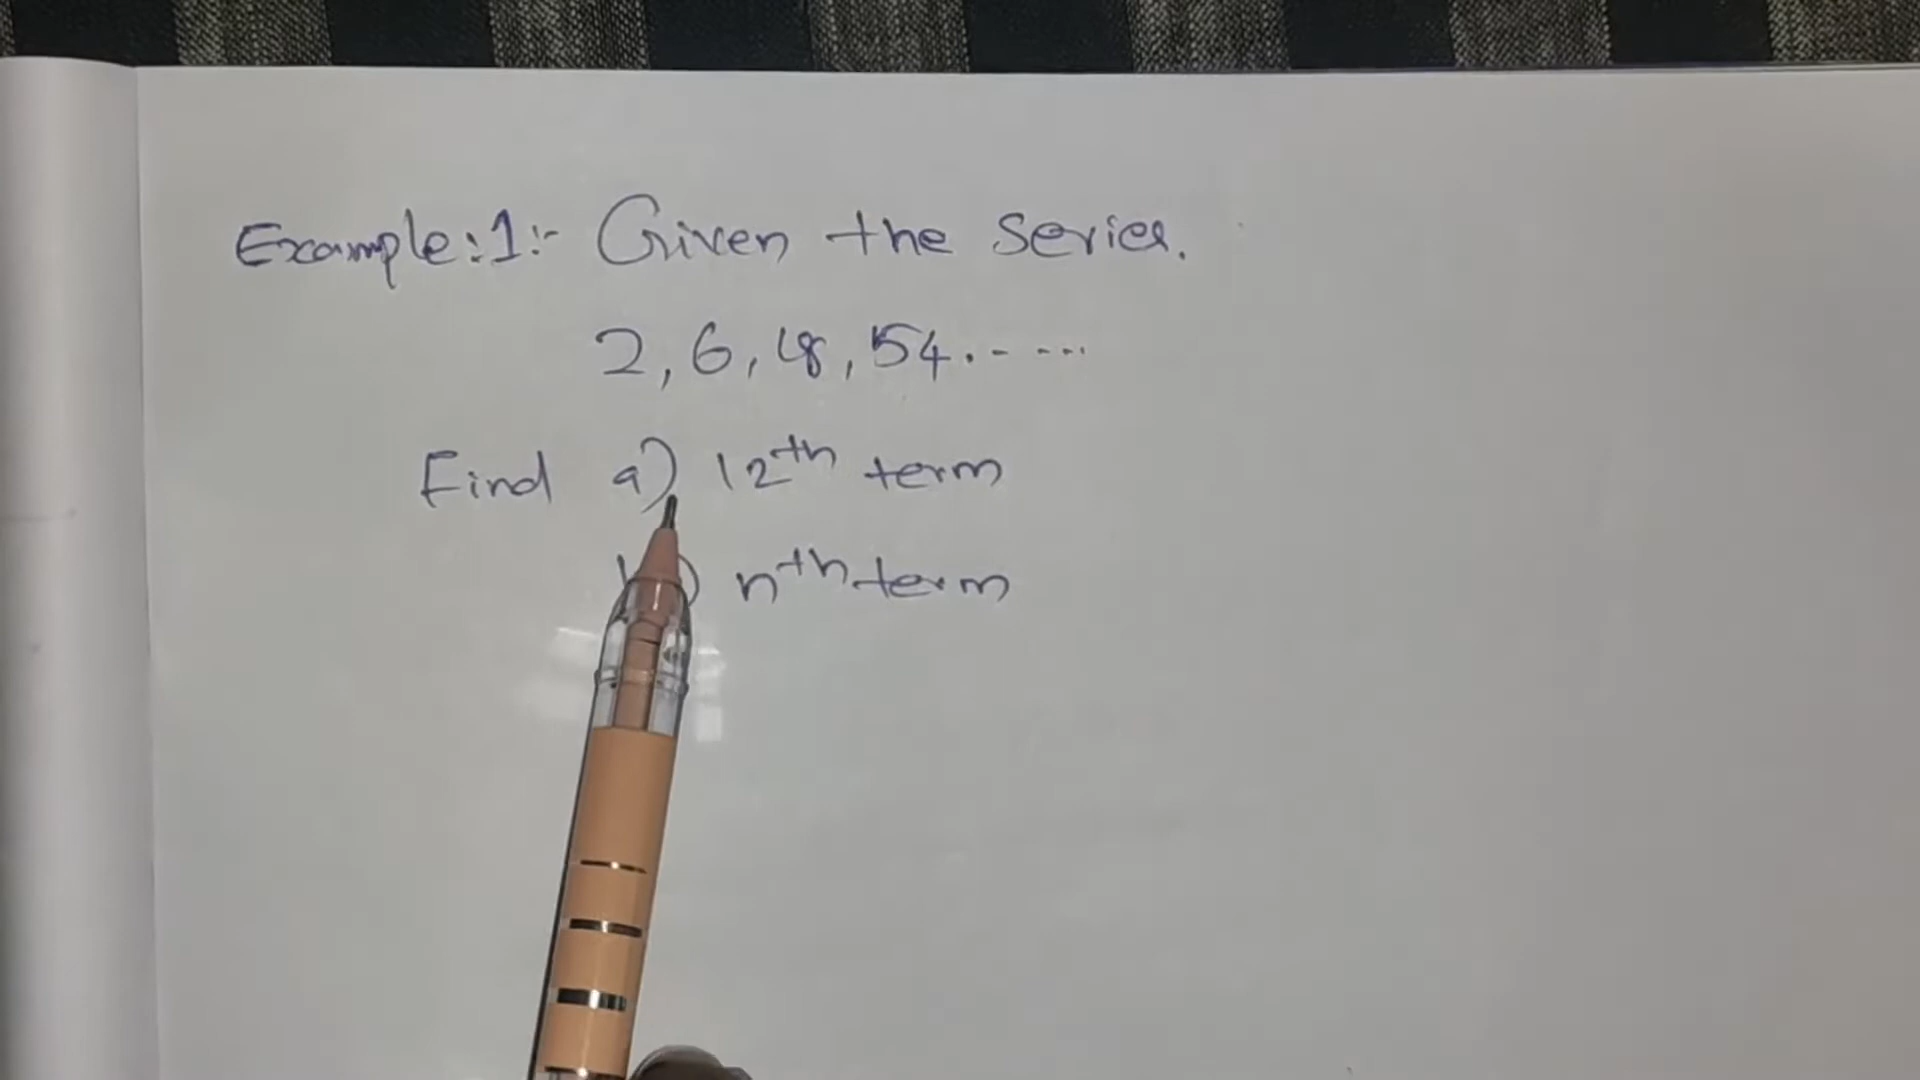 Example:1:- Given the series.
2, 6, 18, 54. - ....
Find a) 12th term
b) nth term